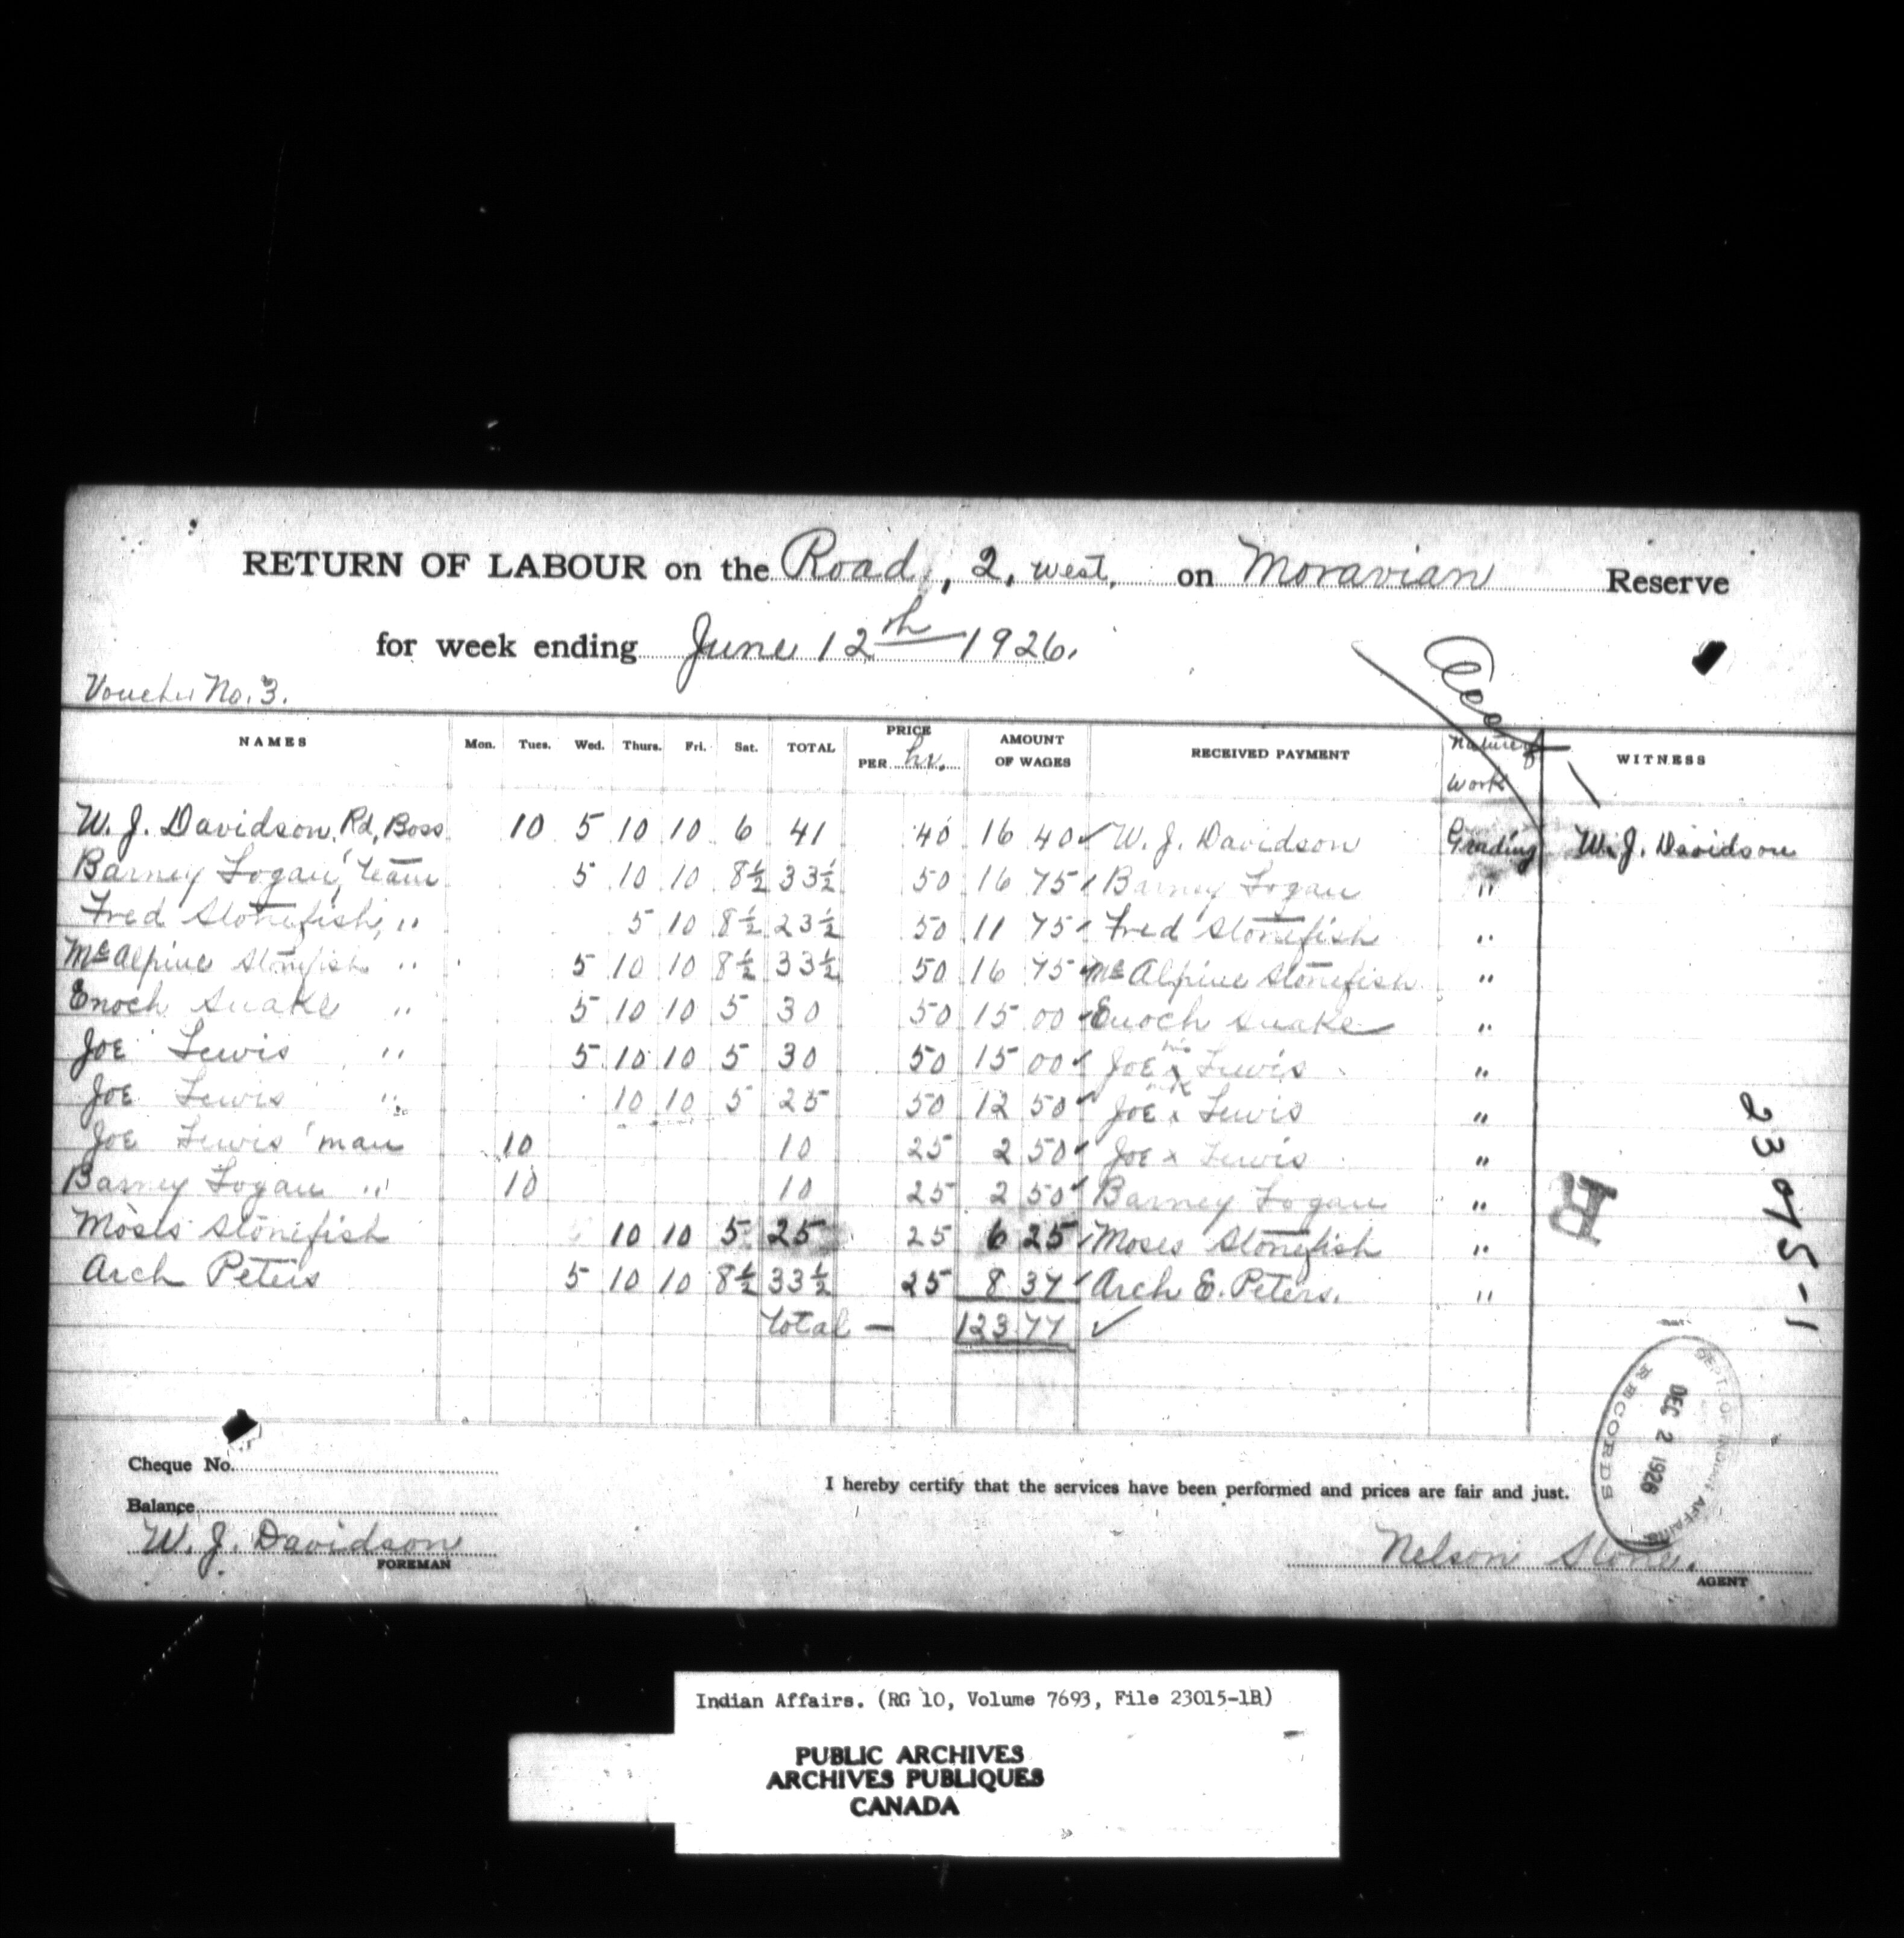 RETURN OF LABOUR on the Road, 2, west, on Moravian Reserve
for week ending June 12th 1926.
Voucher No. 3.
NAMES Mon. Tues. Wed. Thurs. Fri. Sat. TOTAL PRICE PER hr. AMOUNT OF WAGES RECEIVED PAYMENT Nature of Work WITNESS
W. J. Davidson, Rd, Boss 10 5 10 10 6 41 40 16 40 ✓ W. J. Davidson Grading W. J. Davidson
Barney Logan, team 5 10 10 8½ 33½ 50 16 75 ✓ Barney Logan "
Fred Stonefish, " 5 10 8½ 23½ 50 11 75 ✓ Fred Stonefish "
McAlpine Stonefish " 5 10 10 8½ 33½ 50 16 75 ✓ McAlpine Stonefish "
Enoch Snake " 5 10 10 5 30 50 15 00 ✓ Enoch Snake "
Joe Lewis " 5 10 10 5 30 50 15 00 ✓ Joe his x Lewis "
Joe Lewis " 10 10 5 25 50 12 50 ✓ Joe x Lewis "
Joe Lewis man 10 10 25 2 50 ✓ Joe x Lewis "
Barney Logan " 10 10 25 2 50 ✓ Barney Logan "
Moses Stonefish 10 10 5 25 25 6 25 ✓ Moses Stonefish "
Arch Peters 5 10 10 8½ 33½ 25 8 37 ✓ Arch E. Peters. "
Total — 123 77 ✓
R
DEPT. OF INDIAN AFFAIRS
DEC 2 1926
RECORDS
Cheque No.
Balance
I hereby certify that the services have been performed and prices are fair and just.
W. J. Davidson
FOREMAN
Nelson Stone.
AGENT
Indian Affairs. (RG 10, Volume 7693, File 23015-1R)
PUBLIC ARCHIVES
ARCHIVES PUBLIQUES
CANADA